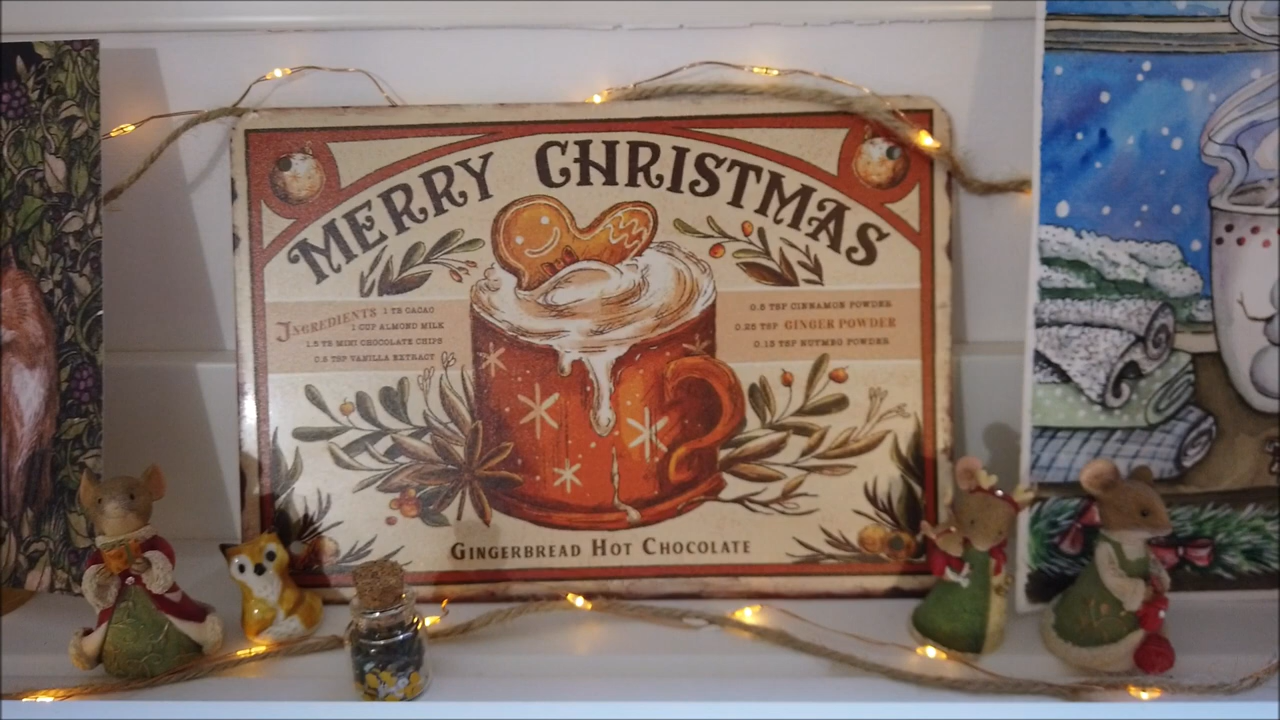 MERRY CHRISTMAS
INGREDIENTS
1 TB CACAO
1 CUP ALMOND MILK
1.5 TB MINI CHOCOLATE CHIPS
0.5 TSP VANILLA EXTRACT
0.5 TSP CINNAMON POWDER
0.25 TSP GINGER POWDER
0.13 TSP NUTMEG POWDER
GINGERBREAD HOT CHOCOLATE